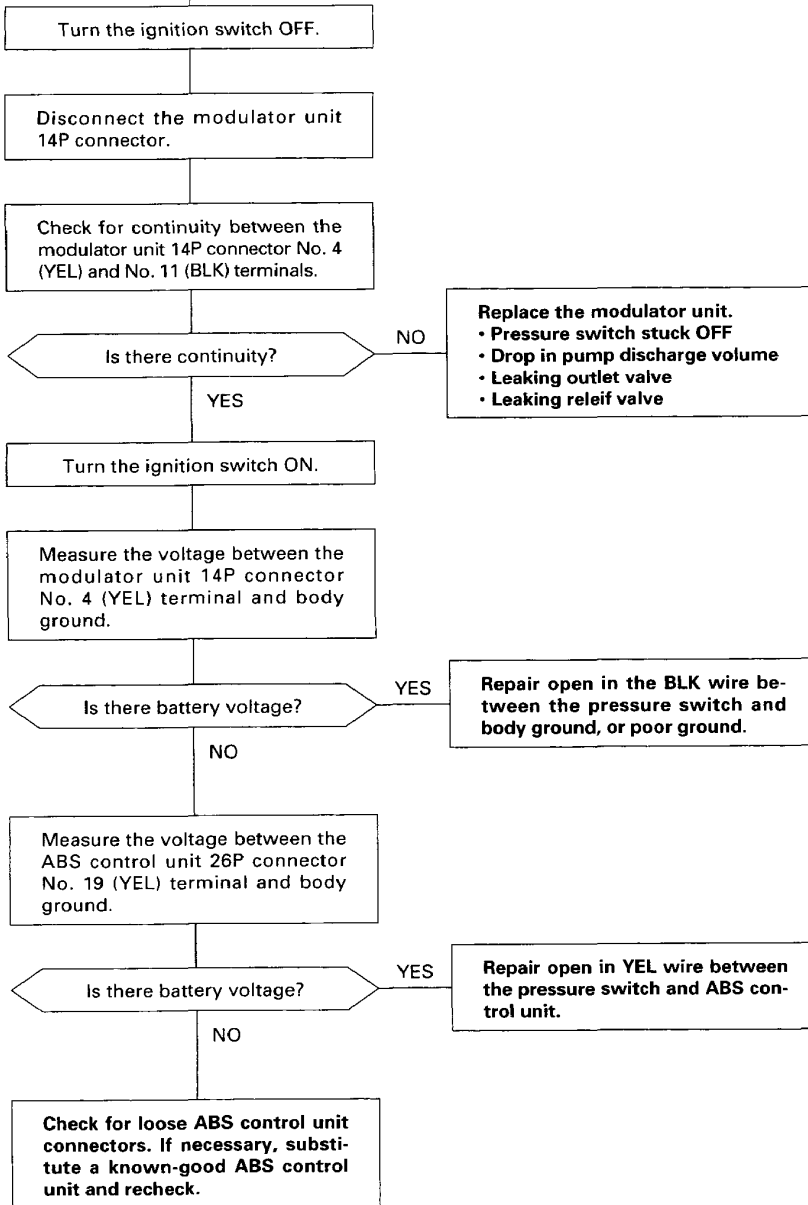 Turn the ignition switch OFF.
Disconnect the modulator unit
14P connector.
Check for continuity between the
modulator unit 14P connector No. 4
(YEL) and No. 11 (BLK) terminals.
Is there continuity?
NO
Replace the modulator unit.
• Pressure switch stuck OFF
• Drop in pump discharge volume
• Leaking outlet valve
• Leaking releif valve
YES
Turn the ignition switch ON.
Measure the voltage between the
modulator unit 14P connector
No. 4 (YEL) terminal and body
ground.
Is there battery voltage?
YES
Repair open in the BLK wire be-
tween the pressure switch and
body ground, or poor ground.
NO
Measure the voltage between the
ABS control unit 26P connector
No. 19 (YEL) terminal and body
ground.
Is there battery voltage?
YES
Repair open in YEL wire between
the pressure switch and ABS con-
trol unit.
NO
Check for loose ABS control unit
connectors. If necessary, substi-
tute a known-good ABS control
unit and recheck.